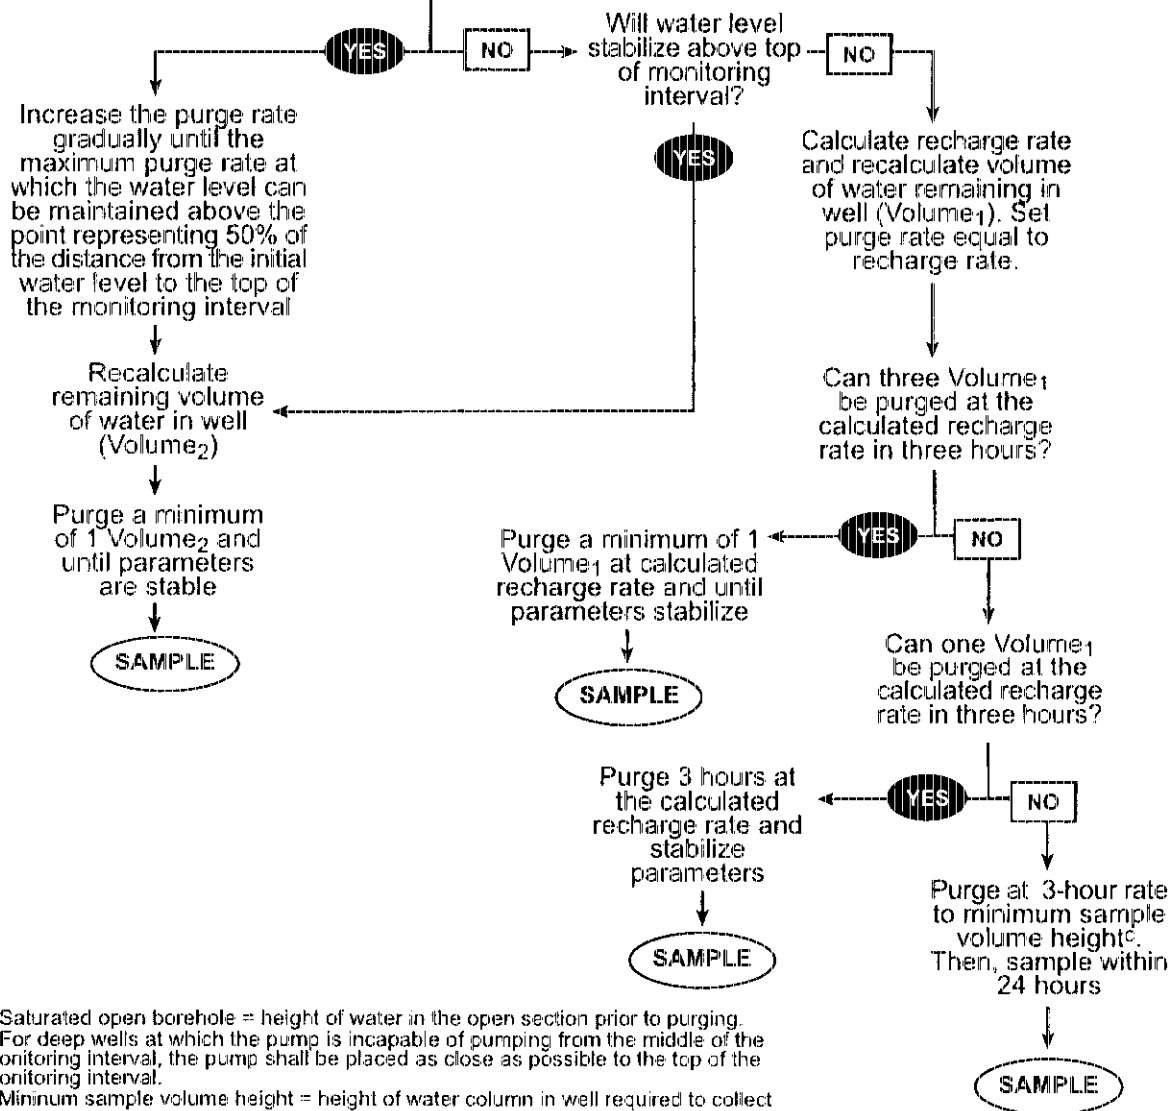 YES
NO
Will water level
stabilize above top
of monitoring
interval?
NO
YES
Increase the purge rate
gradually until the
maximum purge rate at
which the water level can
be maintained above the
point representing 50% of
the distance from the initial
water level to the top of
the monitoring interval
Recalculate
remaining volume
of water in well
(Volume₂)
Purge a minimum
of 1 Volume₂ and
until parameters
are stable
SAMPLE
Calculate recharge rate
and recalculate volume
of water remaining in
well (Volume₁). Set
purge rate equal to
recharge rate.
Can three Volume₁
be purged at the
calculated recharge
rate in three hours?
YES
NO
Purge a minimum of 1
Volume₁ at calculated
recharge rate and until
parameters stabilize
SAMPLE
Can one Volume₁
be purged at the
calculated recharge
rate in three hours?
YES
NO
Purge 3 hours at
the calculated
recharge rate and
stabilize
parameters
SAMPLE
Purge at 3-hour rate
to minimum sample
volume heightᶜ.
Then, sample within
24 hours
SAMPLE
Saturated open borehole = height of water in the open section prior to purging.
For deep wells at which the pump is incapable of pumping from the middle of the
onitoring interval, the pump shall be placed as close as possible to the top of the
onitoring interval.
Mininum sample volume height = height of water column in well required to collect